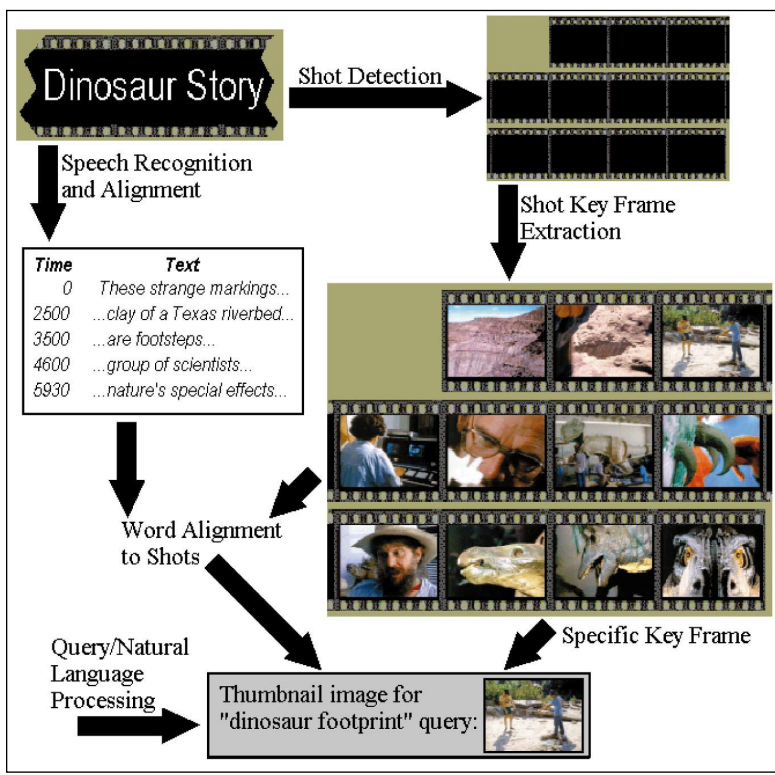 Dinosaur Story
Shot Detection
Speech Recognition
and Alignment
Shot Key Frame
Extraction
Time Text
0 These strange markings...
2500 ...clay of a Texas riverbed...
3500 ...are footsteps...
4600 ...group of scientists...
5930 ...nature's special effects...
Word Alignment
to Shots
Specific Key Frame
Query/Natural
Language
Processing
Thumbnail image for
"dinosaur footprint" query: